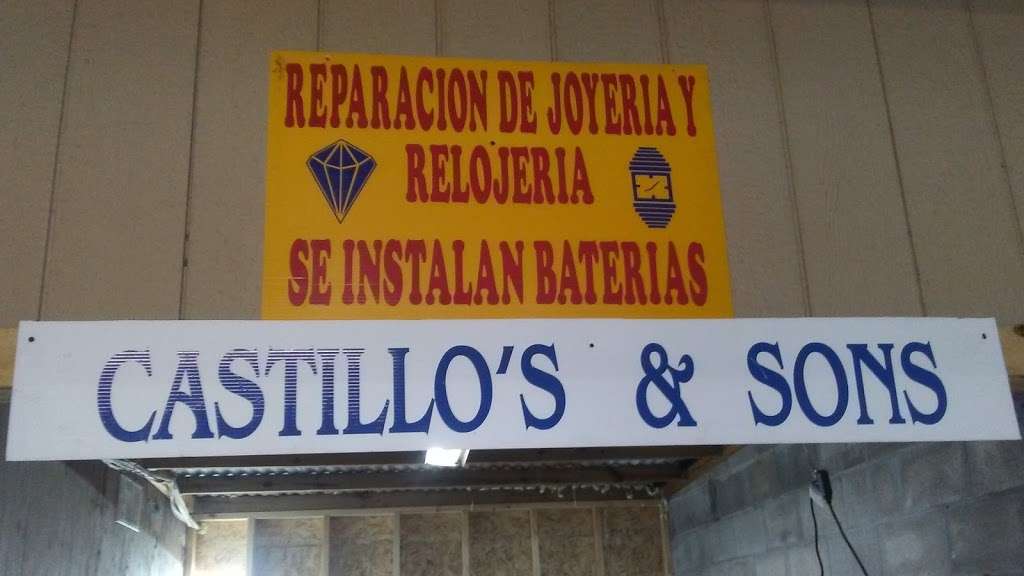 REPARACION DE JOYERIA Y
RELOJERIA
SE INSTALAN BATERIAS
CASTILLO'S & SONS